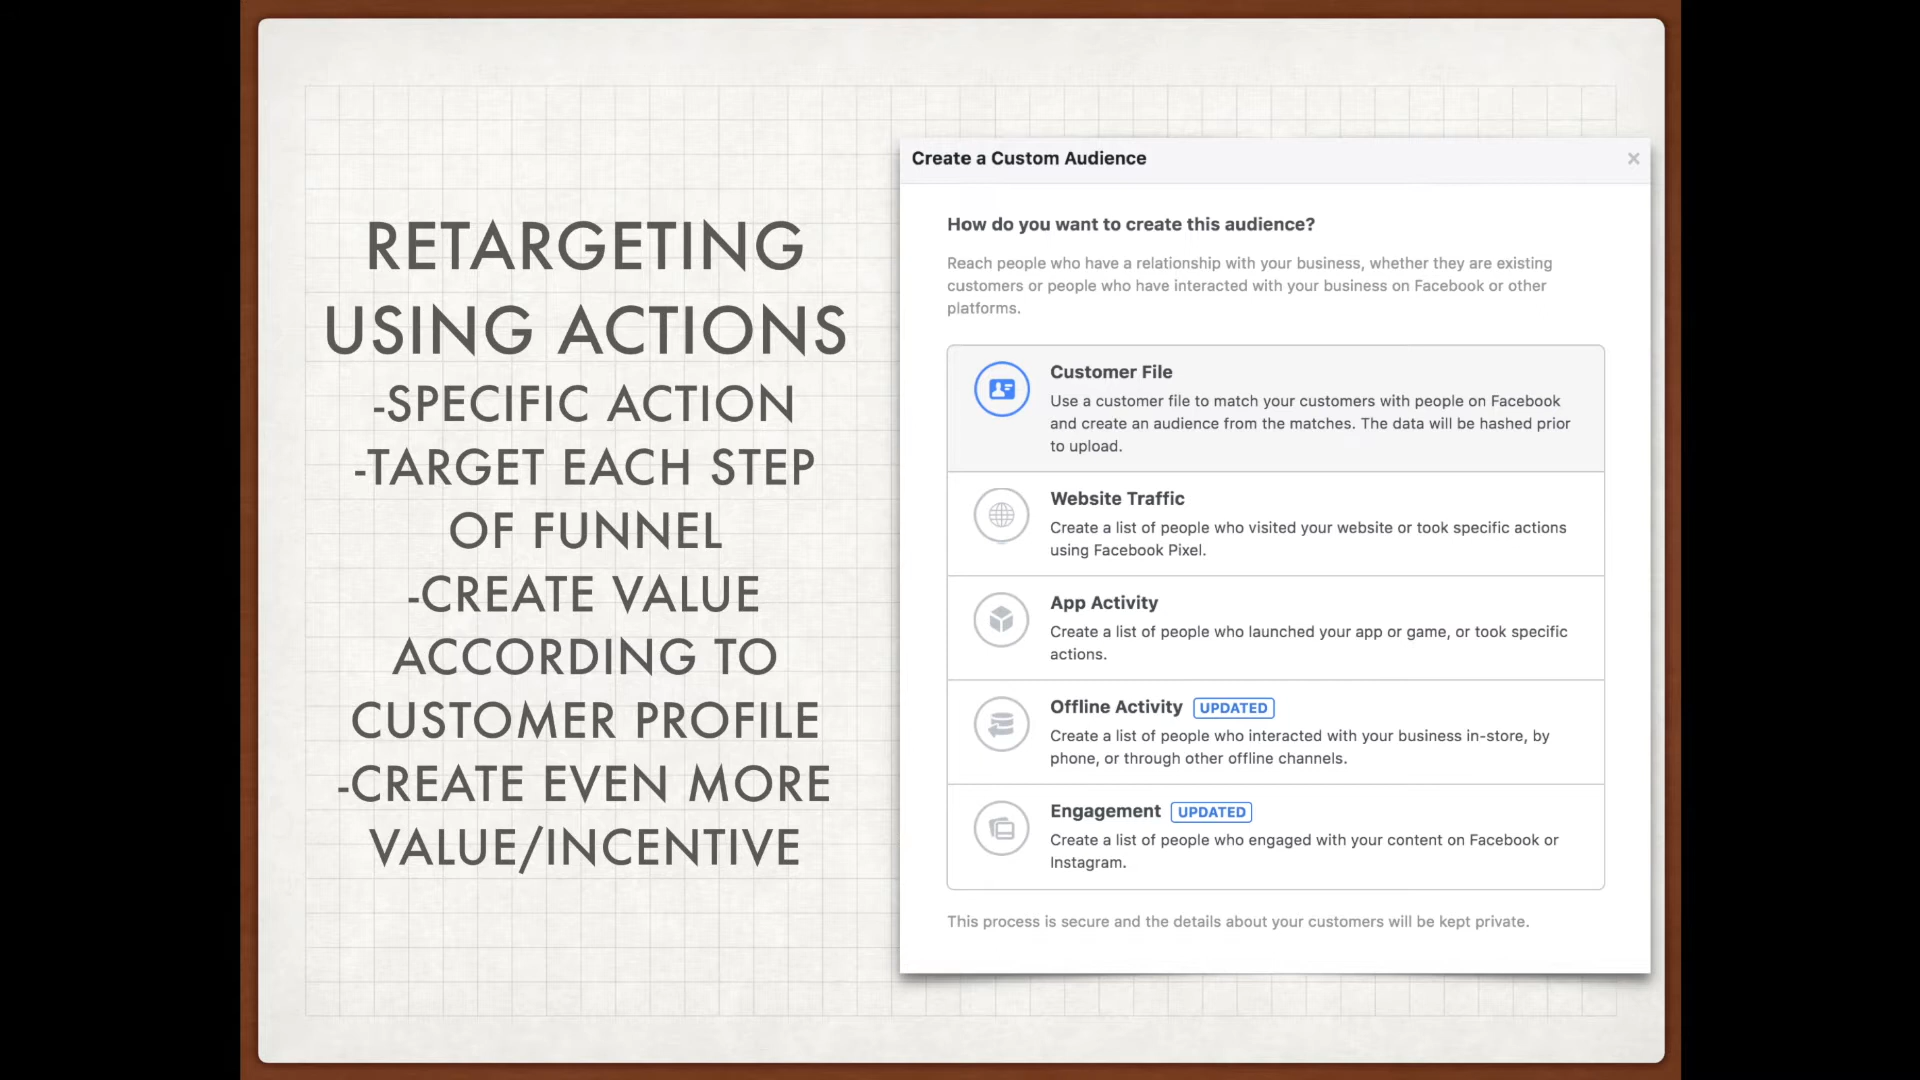 RETARGETING
USING ACTIONS
-SPECIFIC ACTION
-TARGET EACH STEP
OF FUNNEL
-CREATE VALUE
ACCORDING TO
CUSTOMER PROFILE
-CREATE EVEN MORE
VALUE/INCENTIVE
Create a Custom Audience
How do you want to create this audience?
Reach people who have a relationship with your business, whether they are existing
customers or people who have interacted with your business on Facebook or other
platforms.
Customer File
Use a customer file to match your customers with people on Facebook
and create an audience from the matches. The data will be hashed prior
to upload.
Website Traffic
Create a list of people who visited your website or took specific actions
using Facebook Pixel.
App Activity
Create a list of people who launched your app or game, or took specific
actions.
Offline Activity UPDATED
Create a list of people who interacted with your business in-store, by
phone, or through other offline channels.
Engagement UPDATED
Create a list of people who engaged with your content on Facebook or
Instagram.
This process is secure and the details about your customers will be kept private.